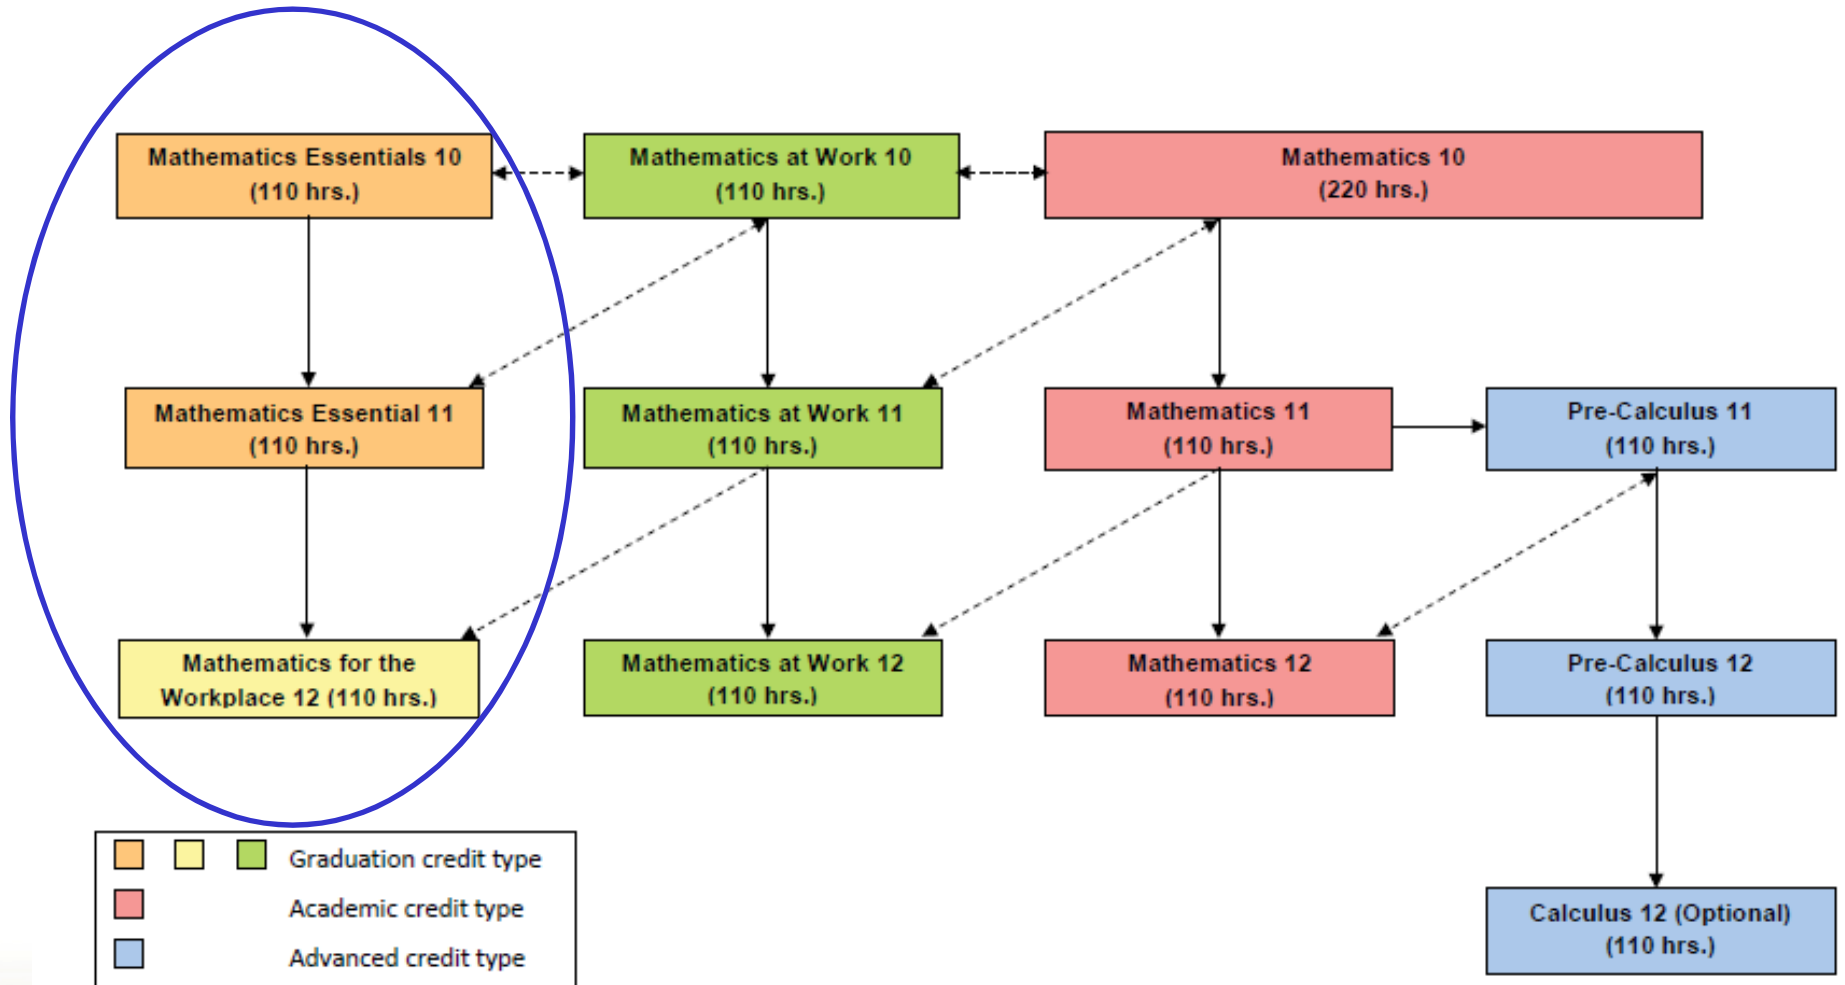 Mathematics Essentials 10
(110 hrs.)
Mathematics at Work 10
(110 hrs.)
Mathematics 10
(220 hrs.)
Mathematics Essential 11
(110 hrs.)
Mathematics at Work 11
(110 hrs.)
Mathematics 11
(110 hrs.)
Pre-Calculus 11
(110 hrs.)
Mathematics for the
Workplace 12 (110 hrs.)
Mathematics at Work 12
(110 hrs.)
Mathematics 12
(110 hrs.)
Pre-Calculus 12
(110 hrs.)
Calculus 12 (Optional)
(110 hrs.)
Graduation credit type
Academic credit type
Advanced credit type